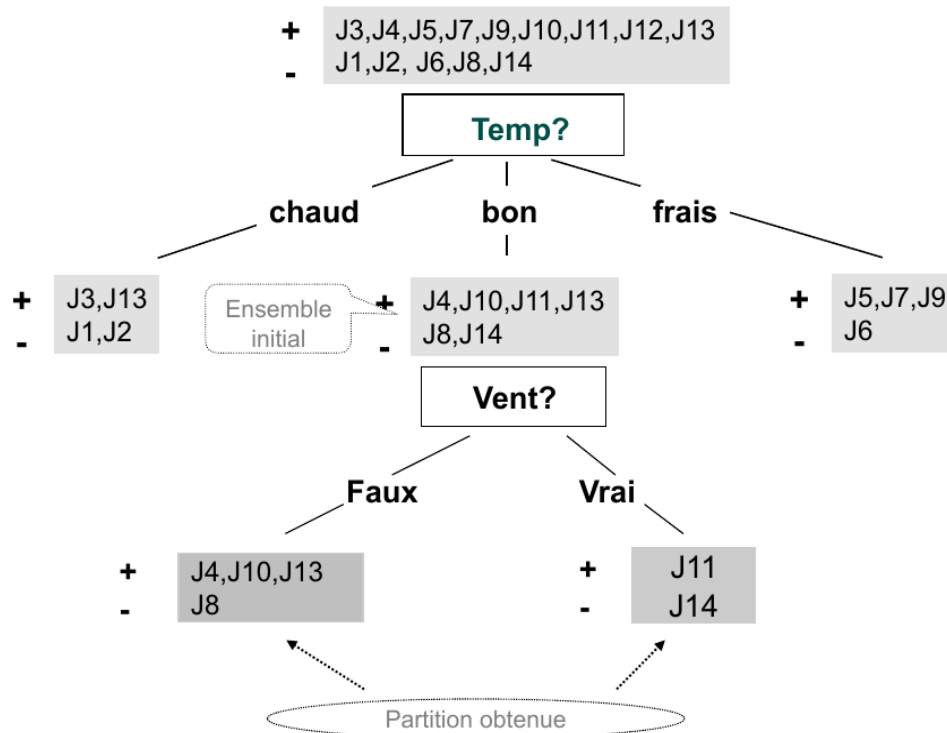 + J3,J4,J5,J7,J9,J10,J11,J12,J13
- J1,J2, J6,J8,J14
Temp?
chaud bon frais
+ J3,J13
- J1,J2
Ensemble
initial
+ J4,J10,J11,J13
- J8,J14
+ J5,J7,J9
- J6
Vent?
Faux Vrai
+ J4,J10,J13
- J8
+ J11
- J14
Partition obtenue